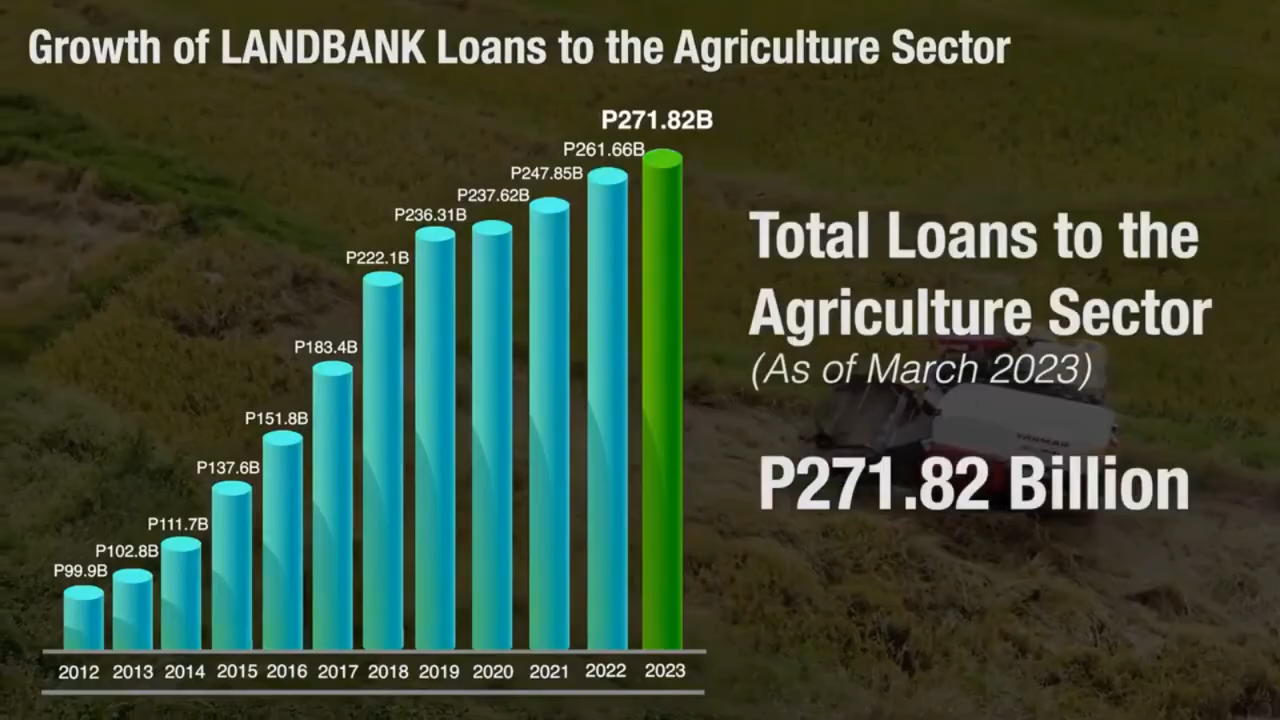 Growth of LANDBANK Loans to the Agriculture Sector
P271.82B
P261.66B
P247.85B
P237.62B
P236.31B
P222.1B
P183.4B
P151.8B
P137.6B
P111.7B
P102.8B
P99.9B
2012 2013 2014 2015 2016 2017 2018 2019 2020 2021 2022 2023
Total Loans to the
Agriculture Sector
(As of March 2023)
YANMAR
P271.82 Billion